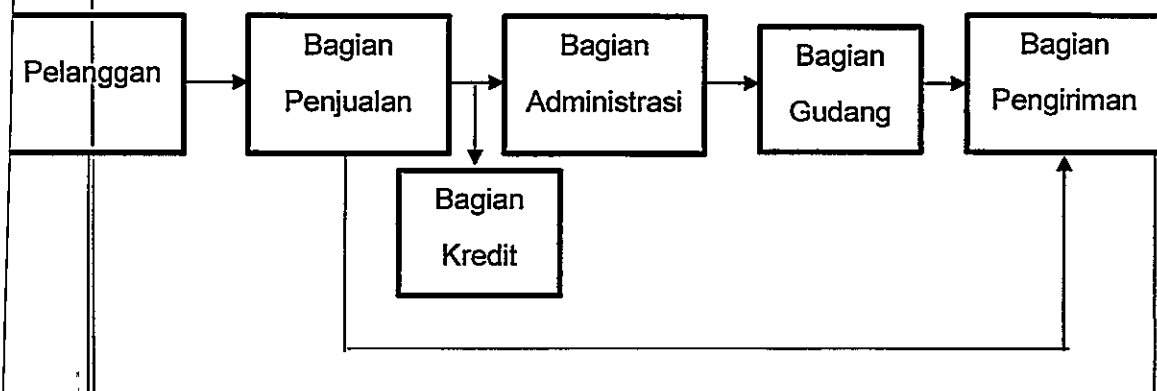 Pelanggan
Bagian
Penjualan
Bagian
Administrasi
Bagian
Gudang
Bagian
Pengiriman
Bagian
Kredit